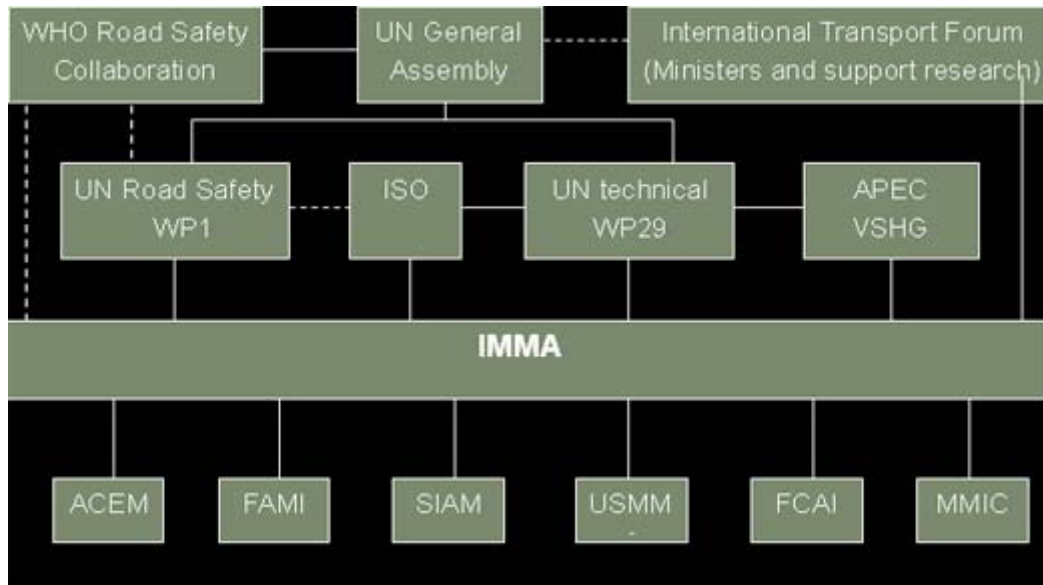 WHO Road Safety
Collaboration
UN General
Assembly
International Transport Forum
(Ministers and support research)
UN Road Safety
WP1
ISO
UN technical
WP29
APEC
VSHG
IMMA
ACEM
FAMI
SIAM
USMM
-
FCAI
MMIC